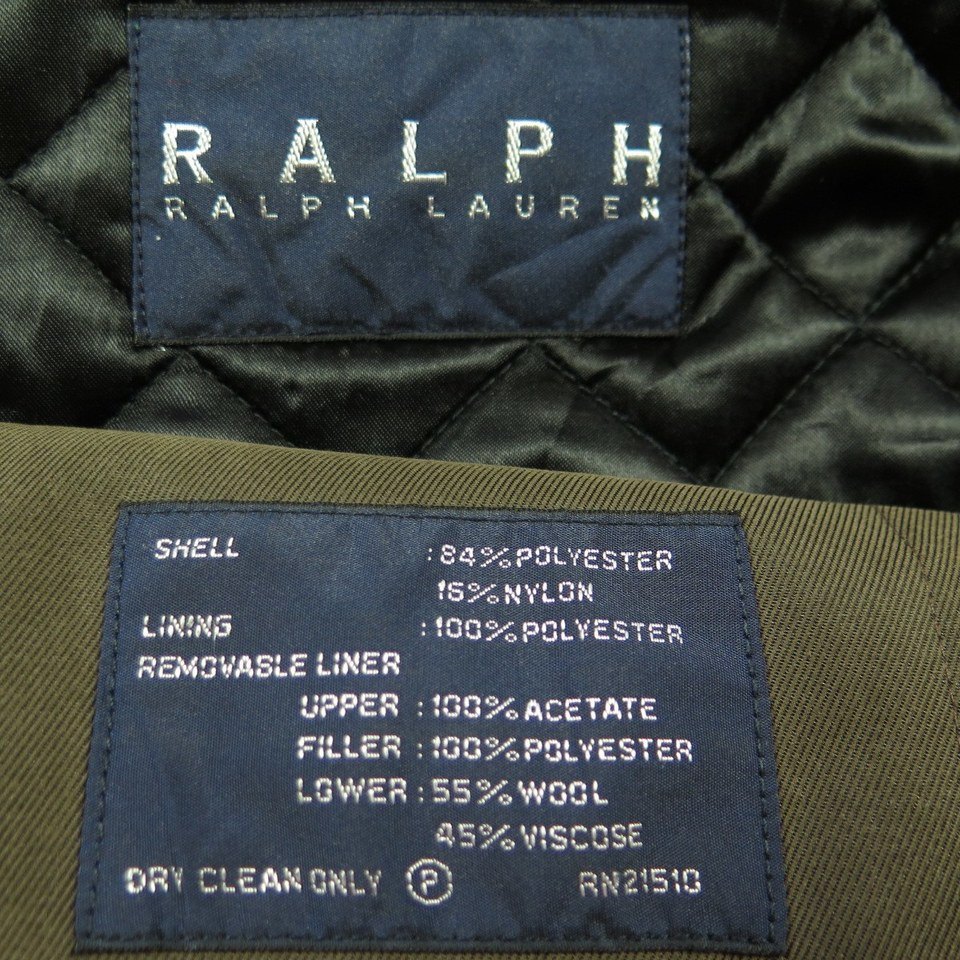 RALPH
RALPH LAUREN
SHELL :84%POLYESTER
16%NYLON
LINING :100%POLYESTER
REMOVABLE LINER
UPPER :100%ACETATE
FILLER :100%POLYESTER
LOWER :55%WOOL
45%VISCOSE
DRY CLEAN ONLY Ⓟ RN21510